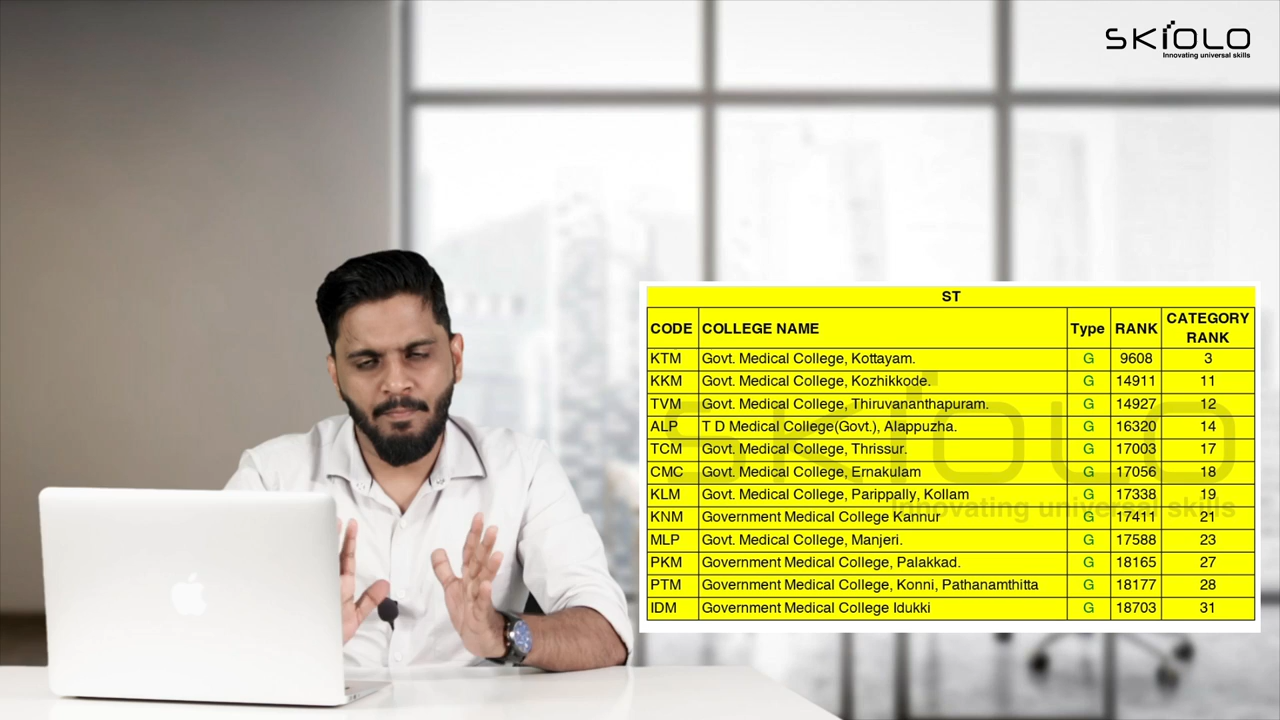 SKIOLO
Innovating universal skills
ST
CODE COLLEGE NAME Type RANK CATEGORY RANK
KTM Govt. Medical College, Kottayam. G 9608 3
KKM Govt. Medical College, Kozhikkode. G 14911 11
TVM Govt. Medical College, Thiruvananthapuram. G 14927 12
ALP T D Medical College(Govt.), Alappuzha. G 16320 14
TCM Govt. Medical College, Thrissur. G 17003 17
CMC Govt. Medical College, Ernakulam G 17056 18
KLM Govt. Medical College, Parippally, Kollam G 17338 19
KNM Government Medical College Kannur G 17411 21
MLP Govt. Medical College, Manjeri. G 17588 23
PKM Government Medical College, Palakkad. G 18165 27
PTM Government Medical College, Konni, Pathanamthitta G 18177 28
IDM Government Medical College Idukki G 18703 31
SKIOLO
Innovating universal skills